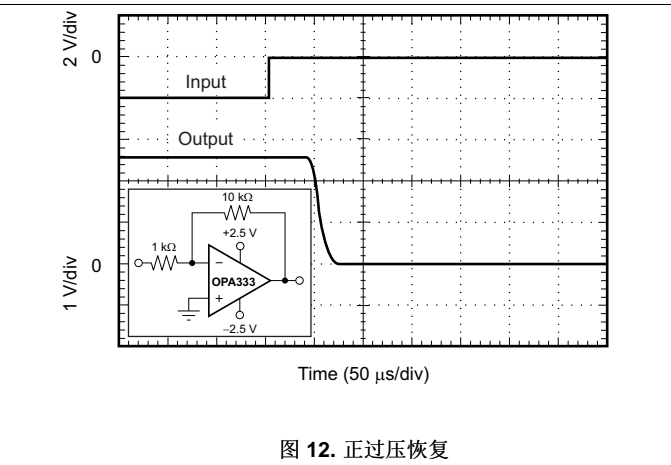 2 V/div
0
Input
Output
10 kΩ
+2.5 V
1 kΩ
−
OPA333
+
−2.5 V
0
1 V/div
Time (50 μs/div)
图 12. 正过压恢复